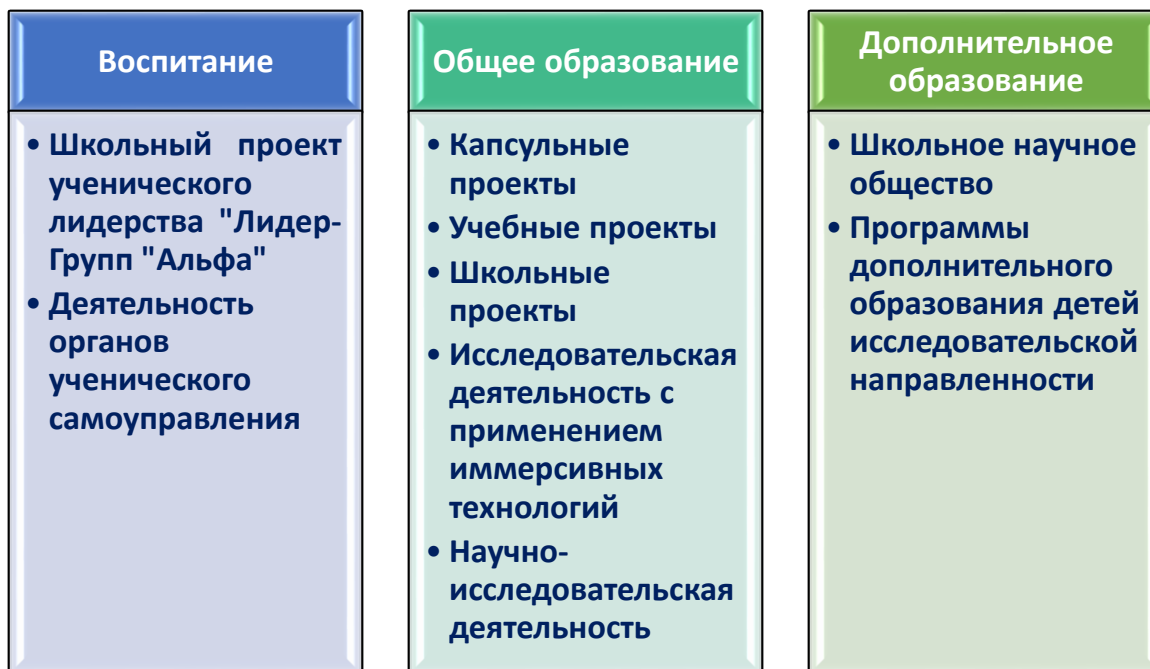 Воспитание
• Школьный проект
ученического
лидерства "Лидер-
Групп "Альфа"
• Деятельность
органов
ученического
самоуправления
Общее образование
• Капсульные
проекты
• Учебные проекты
• Школьные
проекты
• Исследовательская
деятельность с
применением
иммерсивных
технологий
• Научно-
исследовательская
деятельность
Дополнительное
образование
• Школьное научное
общество
• Программы
дополнительного
образования детей
исследовательской
направленности